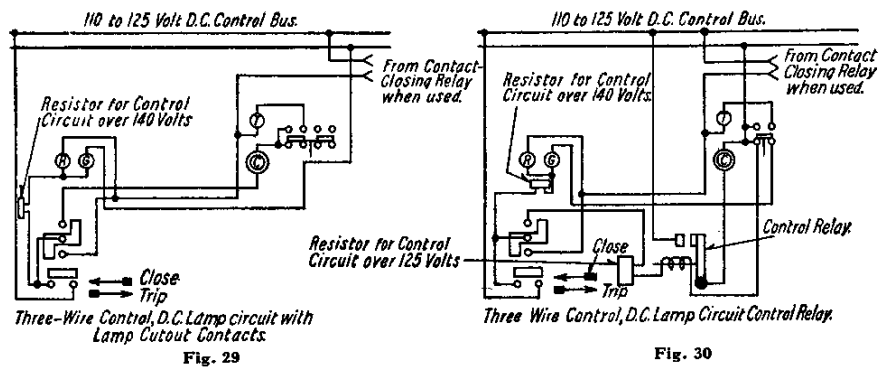 110 to 125 Volt D.C. Control Bus.
From Contact-
Closing Relay
when used.
Resistor for Control
Circuit over 140 Volts
R
G
T
C
Close
Trip
Three-Wire Control, D.C. Lamp circuit with
Lamp Cutout Contacts.
Fig. 29
110 to 125 Volt D.C. Control Bus.
From Contact
Closing Relay
when used.
Resistor for Control
Circuit over 140 Volts
R
G
T
C
Control Relay.
Resistor for Control
Circuit over 125 Volts
Close
Trip
Three Wire Control, D.C. Lamp Circuit Control Relay.
Fig. 30